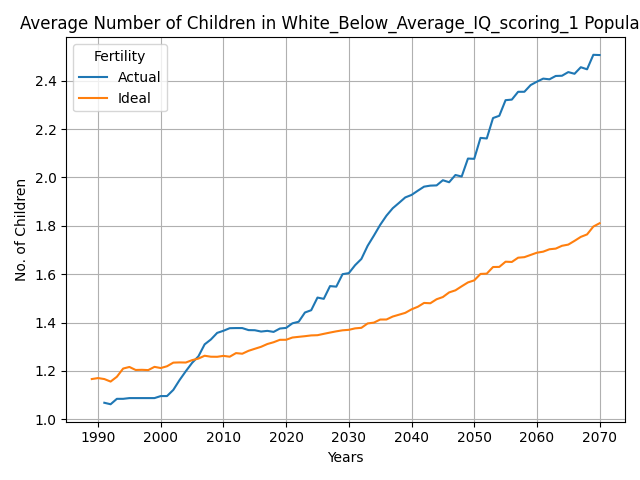 Average Number of Children in White_Below_Average_IQ_scoring_1 Popula
Fertility
Actual
Ideal
No. of Children
2.4
2.2
2.0
1.8
1.6
1.4
1.2
1.0
1990 2000 2010 2020 2030 2040 2050 2060 2070
Years